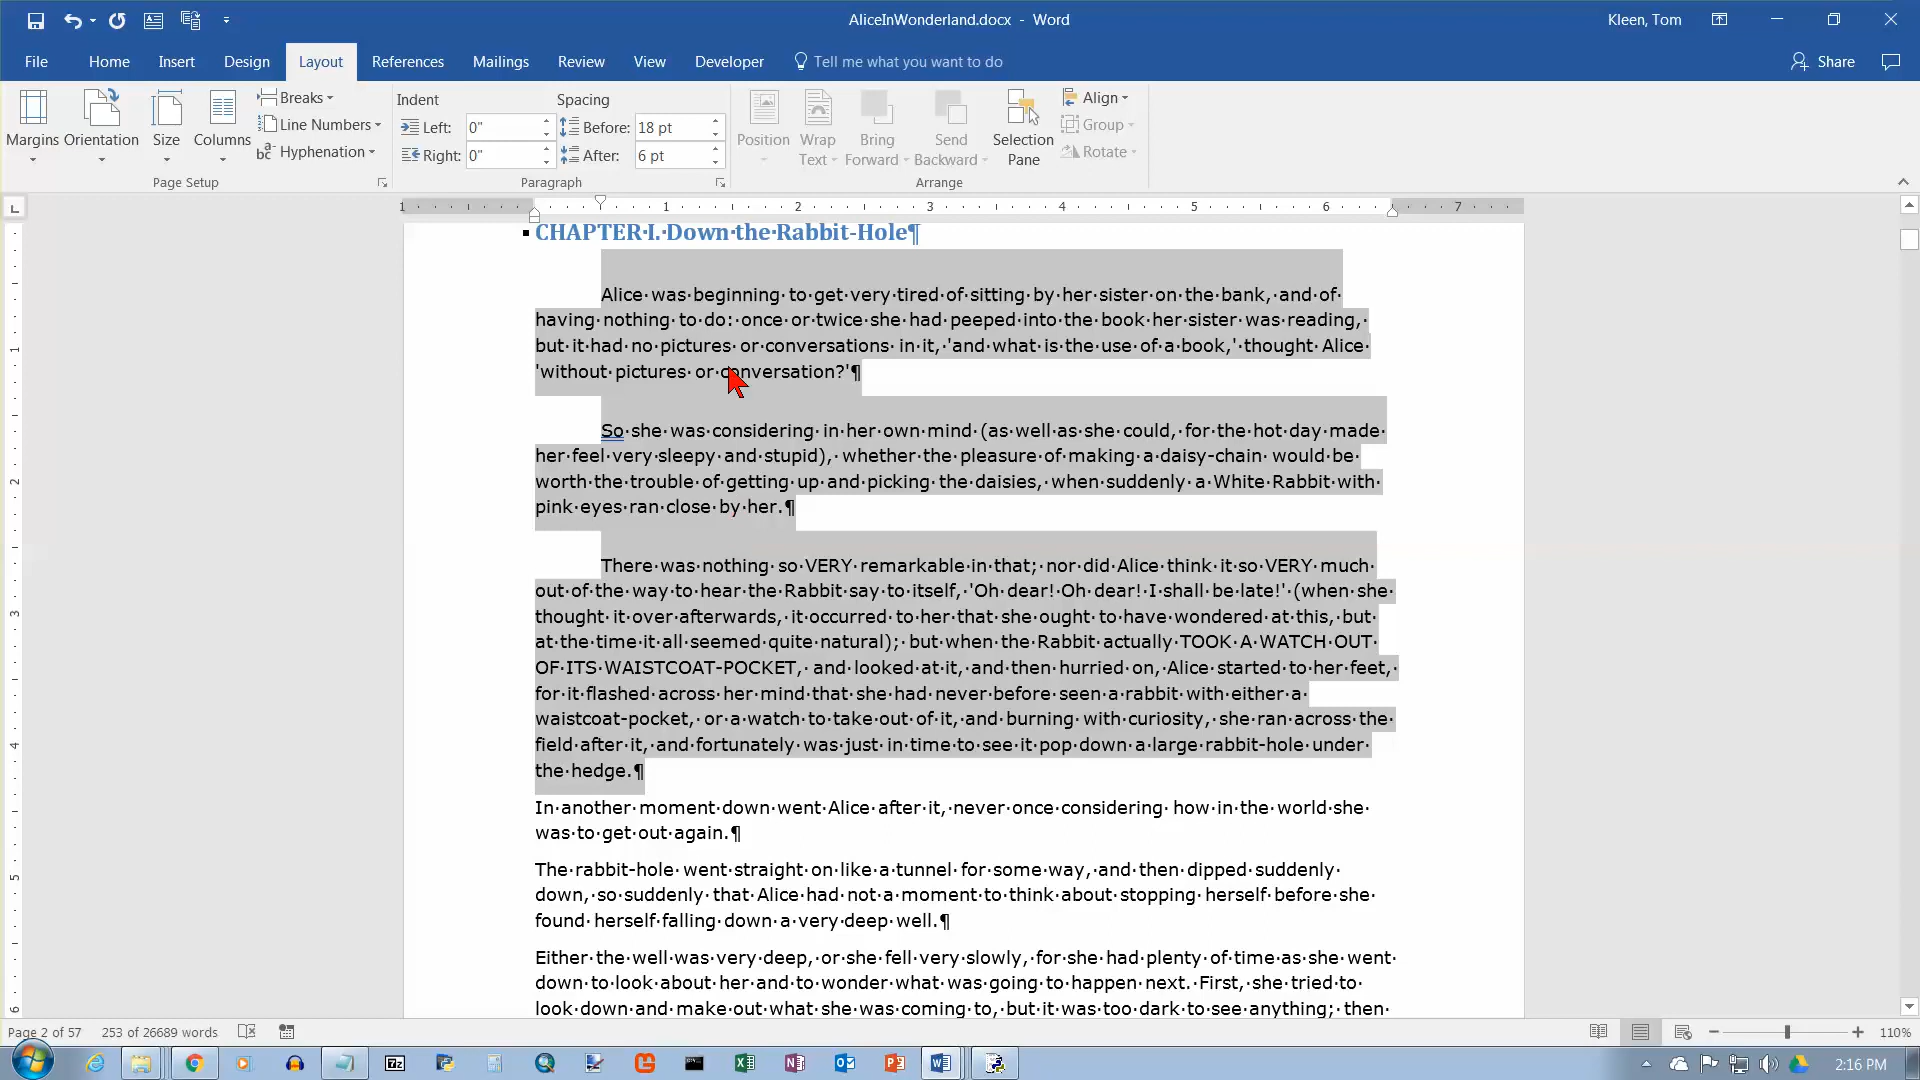 AliceInWonderland.docx - Word
Kleen, Tom
File Home Insert Design Layout References Mailings Review View Developer Tell me what you want to do Share
Margins
Orientation
Size
Columns
Breaks
Line Numbers
Hyphenation
Page Setup
Indent
Left: 0"
Right: 0"
Spacing
Before: 18 pt
After: 6 pt
Paragraph
Position
Wrap Text
Bring Forward
Send Backward
Selection Pane
Align
Group
Rotate
Arrange
L
1 1 2 3 4 5 6 7
CHAPTER·I.·Down·the·Rabbit-Hole¶
Alice·was·beginning·to·get·very·tired·of·sitting·by·her·sister·on·the·bank,·and·of·
having·nothing·to·do:·once·or·twice·she·had·peeped·into·the·book·her·sister·was·reading,·
but·it·had·no·pictures·or·conversations·in·it,·'and·what·is·the·use·of·a·book,'·thought·Alice·
'without·pictures·or·conversation?'¶
So·she·was·considering·in·her·own·mind·(as·well·as·she·could,·for·the·hot·day·made·
her·feel·very·sleepy·and·stupid),·whether·the·pleasure·of·making·a·daisy-chain·would·be·
worth·the·trouble·of·getting·up·and·picking·the·daisies,·when·suddenly·a·White·Rabbit·with·
pink·eyes·ran·close·by·her.¶
There·was·nothing·so·VERY·remarkable·in·that;·nor·did·Alice·think·it·so·VERY·much·
out·of·the·way·to·hear·the·Rabbit·say·to·itself,·'Oh·dear!·Oh·dear!·I·shall·be·late!'·(when·she·
thought·it·over·afterwards,·it·occurred·to·her·that·she·ought·to·have·wondered·at·this,·but·
at·the·time·it·all·seemed·quite·natural);·but·when·the·Rabbit·actually·TOOK·A·WATCH·OUT·
OF·ITS·WAISTCOAT-POCKET,·and·looked·at·it,·and·then·hurried·on,·Alice·started·to·her·feet,·
for·it·flashed·across·her·mind·that·she·had·never·before·seen·a·rabbit·with·either·a·
waistcoat-pocket,·or·a·watch·to·take·out·of·it,·and·burning·with·curiosity,·she·ran·across·the·
field·after·it,·and·fortunately·was·just·in·time·to·see·it·pop·down·a·large·rabbit-hole·under·
the·hedge.¶
In·another·moment·down·went·Alice·after·it,·never·once·considering·how·in·the·world·she·
was·to·get·out·again.¶
The·rabbit-hole·went·straight·on·like·a·tunnel·for·some·way,·and·then·dipped·suddenly·
down,·so·suddenly·that·Alice·had·not·a·moment·to·think·about·stopping·herself·before·she·
found·herself·falling·down·a·very·deep·well.¶
Either·the·well·was·very·deep,·or·she·fell·very·slowly,·for·she·had·plenty·of·time·as·she·went·
down·to·look·about·her·and·to·wonder·what·was·going·to·happen·next.·First,·she·tried·to·
look·down·and·make·out·what·she·was·coming·to,·but·it·was·too·dark·to·see·anything;·then·
1
2
3
4
5
6
Page 2 of 57 253 of 26689 words 110%
7z
2:16 PM